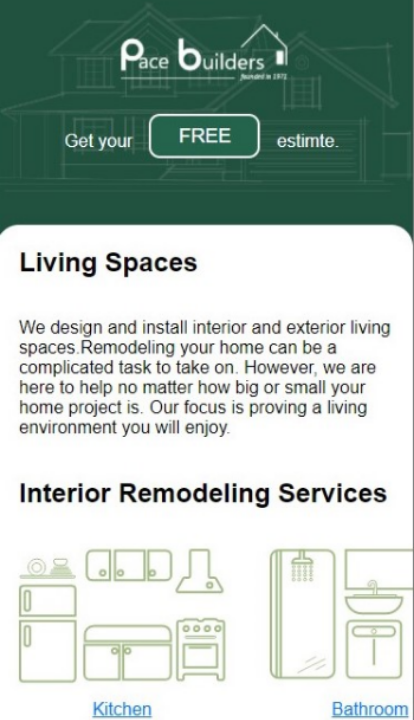 Pace Builders
founded in 1971
Get your FREE estimte.
Living Spaces
We design and install interior and exterior living
spaces.Remodeling your home can be a
complicated task to take on. However, we are
here to help no matter how big or small your
home project is. Our focus is proving a living
environment you will enjoy.
Interior Remodeling Services
Kitchen
Bathroom